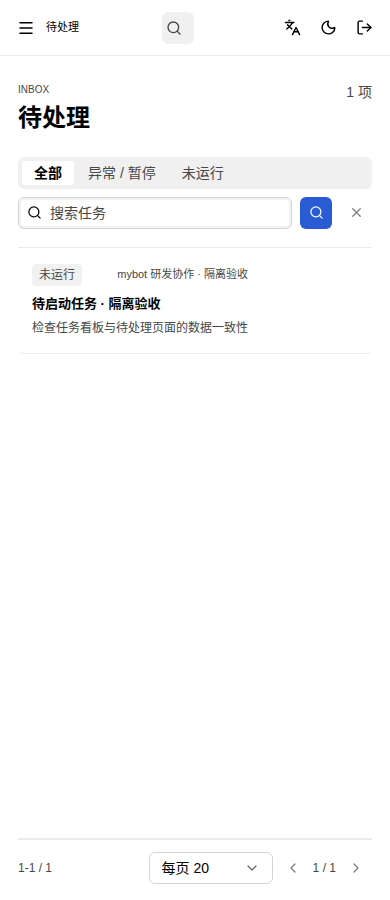 待处理
INBOX
待处理
1 项
全部 异常 / 暂停 未运行
搜索任务
未运行 mybot 研发协作 · 隔离验收
待启动任务 · 隔离验收
检查任务看板与待处理页面的数据一致性
1-1 / 1 每页 20 1 / 1